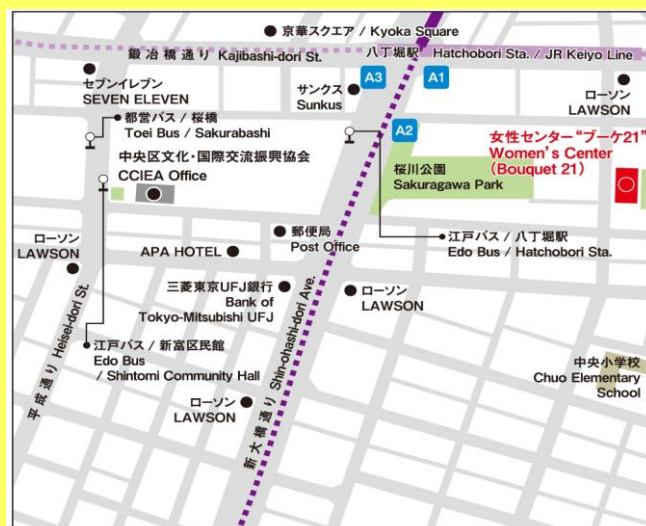 京華スクエア / Kyoka Square
鍛冶橋通り Kajibashi-dori St.
八丁堀駅 Hatchobori Sta. / JR Keiyo Line
A3
A1
セブンイレブン
SEVEN ELEVEN
サンクス
Sunkus
ローソン
LAWSON
都営バス / 桜橋
Toei Bus / Sakurabashi
A2
女性センター“ブーケ21”
Women's Center
(Bouquet 21)
中央区文化・国際交流振興協会
CCIEA Office
桜川公園
Sakuragawa Park
郵便局
Post Office
江戸バス / 八丁堀駅
Edo Bus / Hatchobori Sta.
ローソン
LAWSON
APA HOTEL
三菱東京UFJ銀行
Bank of
Tokyo-Mitsubishi UFJ
ローソン
LAWSON
江戸バス / 新富区民館
Edo Bus
/ Shintomi Community Hall
中央小学校
Chuo Elementary
School
ローソン
LAWSON
平成通り Heisei-dori St.
新大橋通り Shin-ohashi-dori Ave.